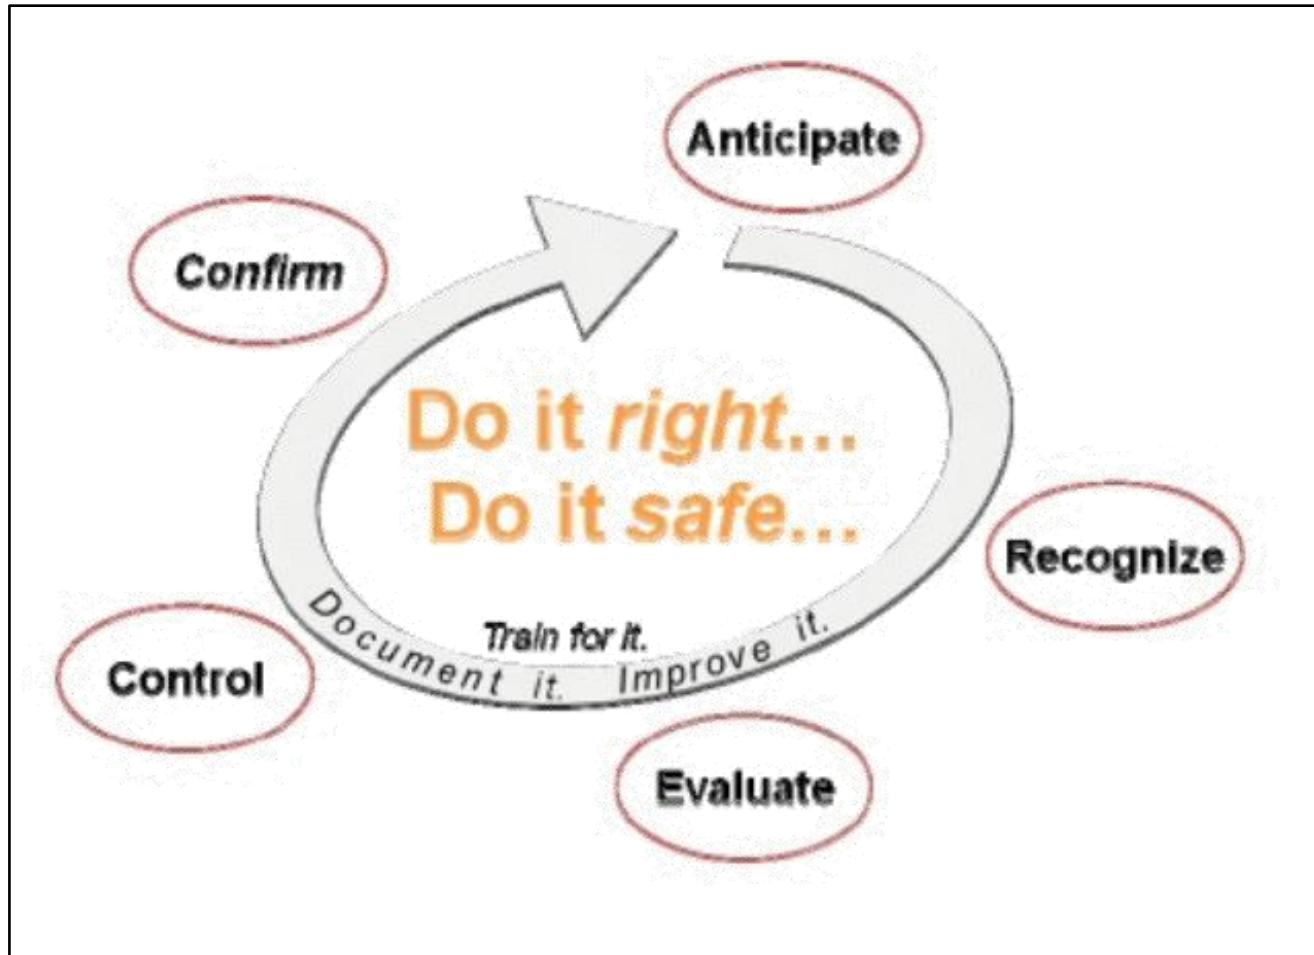 Anticipate
Confirm
Do it right...
Do it safe...
Recognize
Train for it.
Document it. Improve it.
Control
Evaluate